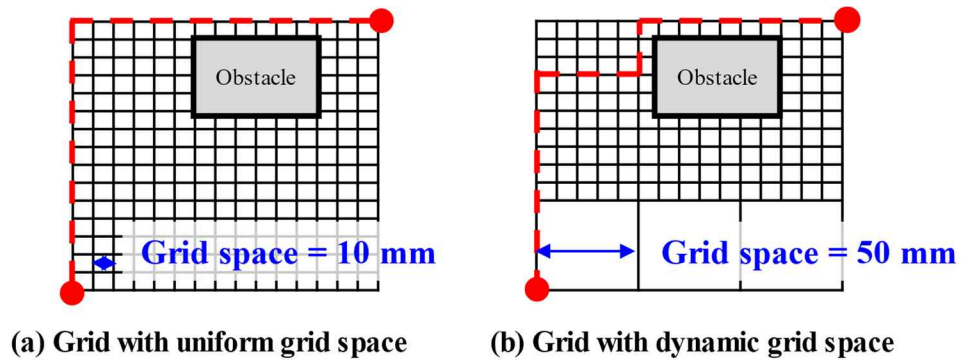 Obstacle
Obstacle
Grid space = 10 mm
Grid space = 50 mm
(a) Grid with uniform grid space
(b) Grid with dynamic grid space